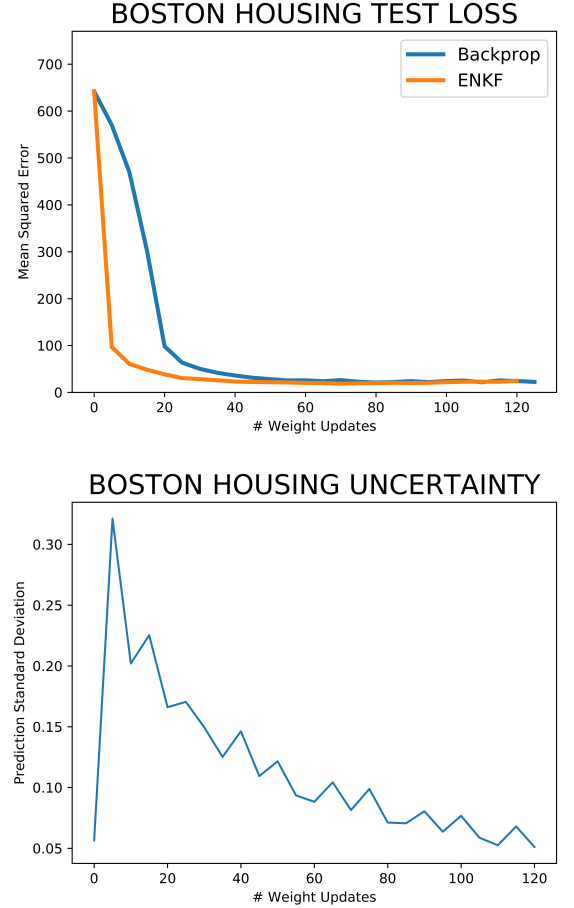 BOSTON HOUSING TEST LOSS
Backprop
ENKF
700
600
500
400
300
200
100
0
Mean Squared Error
0 20 40 60 80 100 120
# Weight Updates
BOSTON HOUSING UNCERTAINTY
0.30
0.25
0.20
0.15
0.10
0.05
Prediction Standard Deviation
0 20 40 60 80 100 120
# Weight Updates